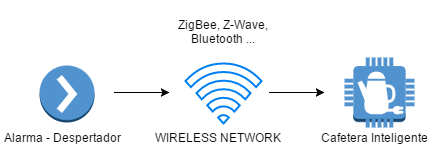 ZigBee, Z-Wave,
Bluetooth ...
Alarma - Despertador
WIRELESS NETWORK
Cafetera Inteligente